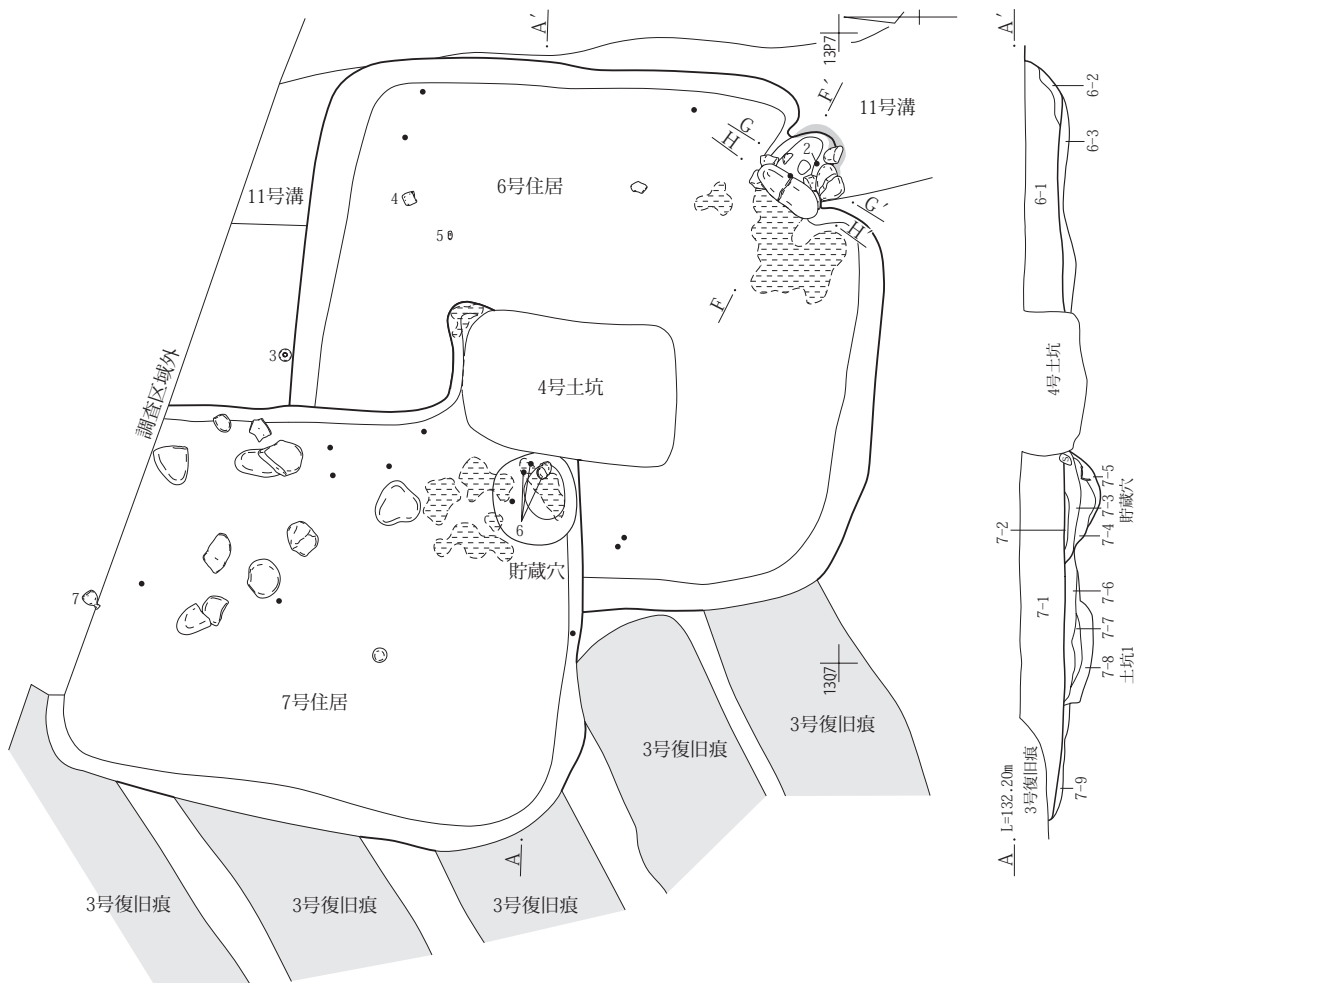 A′
13P7
F′
11号溝
G
H
2
6号住居
4
11号溝
5
G′
H′
F
3
調査区域外
4号土坑
6
貯蔵穴
7
7号住居
13Q7
3号復旧痕
3号復旧痕
A
3号復旧痕
3号復旧痕
3号復旧痕
A′
6-2
6-3
6-1
4号土坑
7-5
7-3
貯蔵穴
7-4
7-2
7-6
7-1
7-7
7-8
土坑1
7-9
3号復旧痕
L=132.20m
A